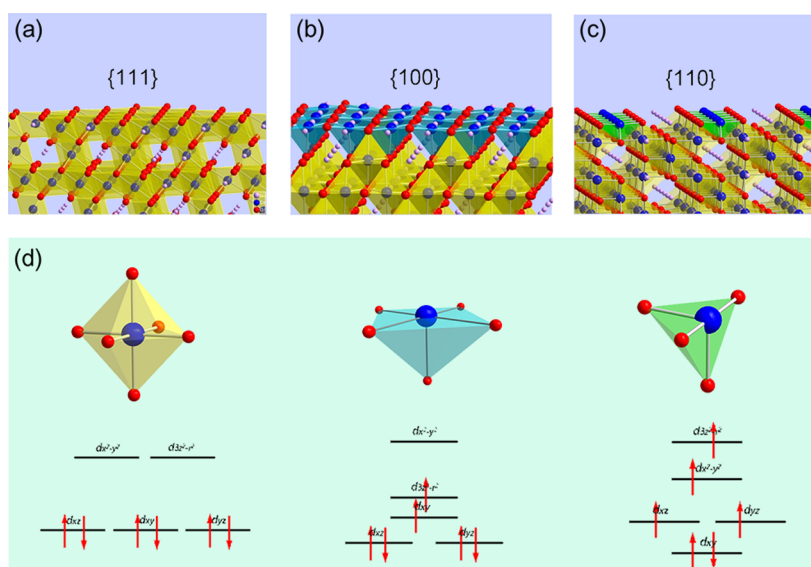 (a)
{111}
(b)
{100}
(c)
{110}
(d)
dx²-y² d3z²-r²
dxz dxy dyz
dx²-y²
d3z²-r²
dxy
dxz dyz
d3z²-r²
dx²-y²
dxz dyz
dxy